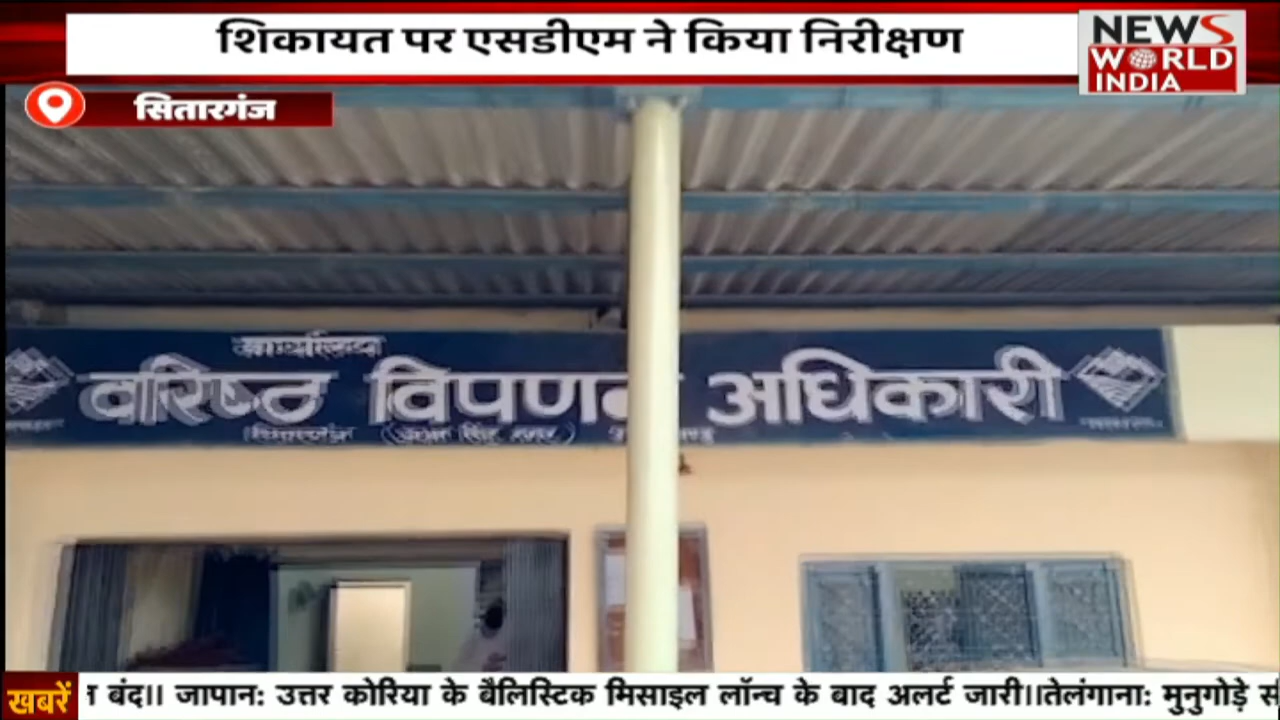 शिकायत पर एसडीएम ने किया निरीक्षण
NEWS
WORLD
INDIA
सितारगंज
कार्यालय
वरिष्ठ विपणन अधिकारी
खबरें
न बंद॥ जापान: उत्तर कोरिया के बैलिस्टिक मिसाइल लॉन्च के बाद अलर्ट जारी॥तेलंगाना: मुनुगोड़े